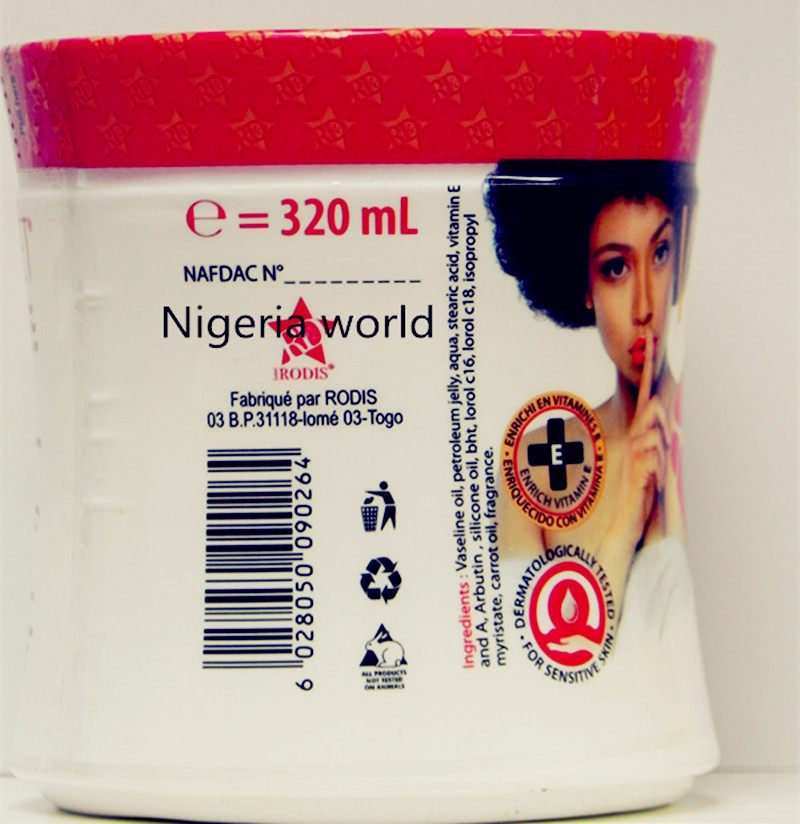 e = 320 mL
NAFDAC N°_ _ _ _ _ _ _ _ _ _
Nigeria world
RODIS
Fabriqué par RODIS
03 B.P.31118-lomé 03-Togo
6 028050 090264
ALL PRODUCTS
NOT TESTED
ON ANIMALS
Ingredients : Vaseline oil, petroleum jelly, aqua, stearic acid, vitamin E
and A, Arbutin , silicone oil, bht, lorol c16, lorol c18, isopropyl
myristate, carrot oil, fragrance.
ENRICHI EN VITAMINES E
E
ENRICH VITAMIN E
ENRIQUECIDO CON VITAMINA E
DERMATOLOGICALLY TESTED
FOR SENSITIVE SKIN